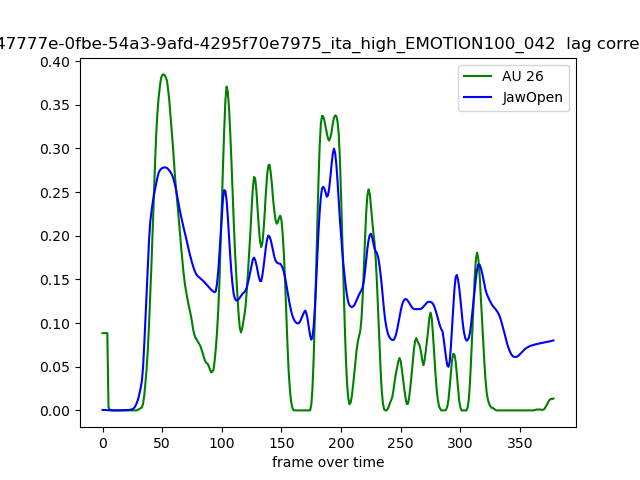 47777e-0fbe-54a3-9afd-4295f70e7975_ita_high_EMOTION100_042  lag corre
AU 26
JawOpen
0.40
0.35
0.30
0.25
0.20
0.15
0.10
0.05
0.00
0 50 100 150 200 250 300 350
frame over time